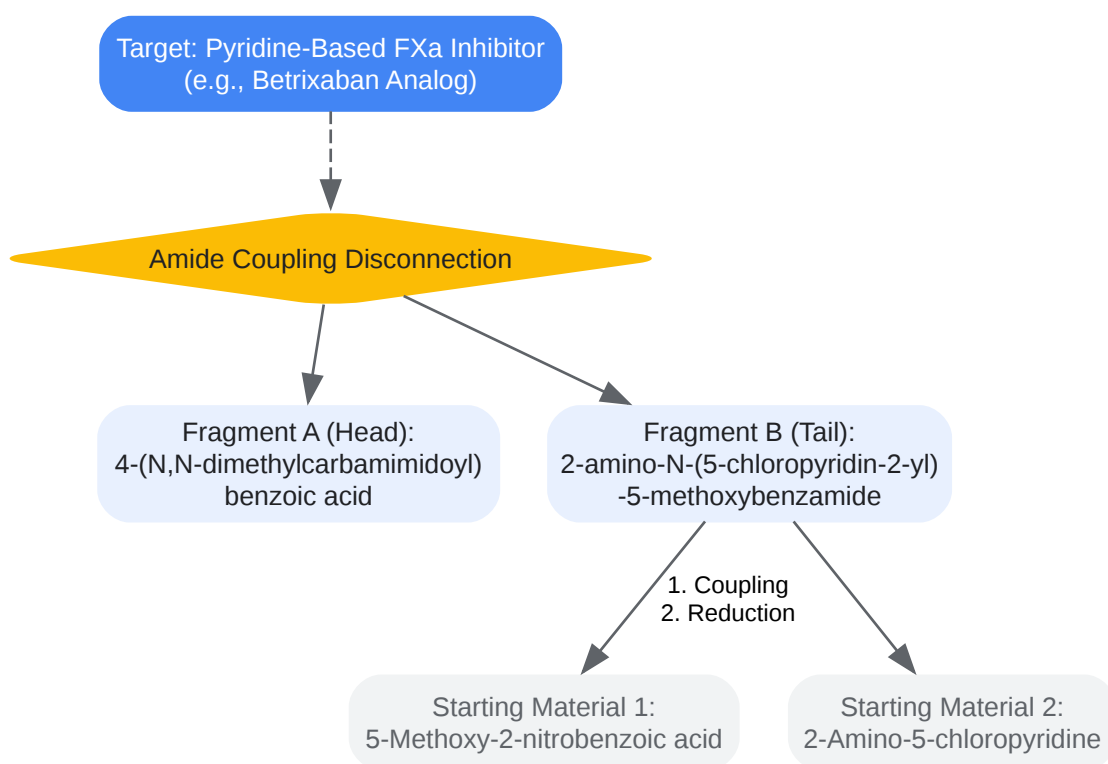 Target: Pyridine-Based FXa Inhibitor
(e.g., Betrixaban Analog)
Amide Coupling Disconnection
Fragment A (Head):
4-(N,N-dimethylcarbamimidoyl)
benzoic acid
Fragment B (Tail):
2-amino-N-(5-chloropyridin-2-yl)
-5-methoxybenzamide
1. Coupling
2. Reduction
Starting Material 1:
5-Methoxy-2-nitrobenzoic acid
Starting Material 2:
2-Amino-5-chloropyridine